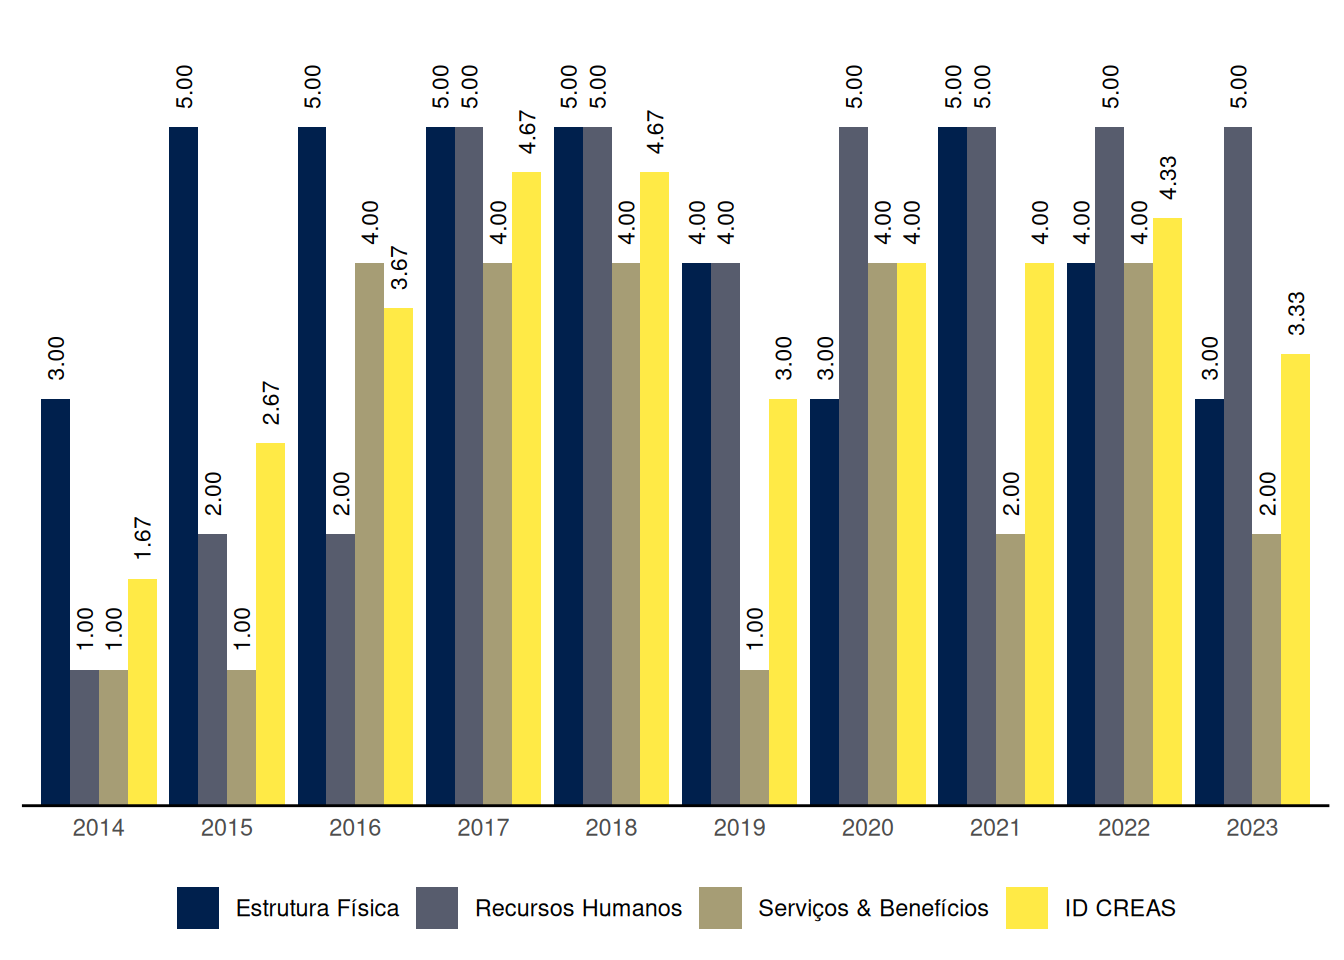 5.00 5.00 5.00 5.00 5.00 5.00 5.00 5.00 5.00 5.00 5.00
4.67 4.67
4.33
4.00 4.00 4.00 4.00 4.00 4.00 4.00 4.00 4.00 4.00
3.67
3.33
3.00 3.00 3.00 3.00
2.67
2.00 2.00 2.00 2.00
1.67
1.00 1.00 1.00 1.00
2014 2015 2016 2017 2018 2019 2020 2021 2022 2023
Estrutura Física Recursos Humanos Serviços & Benefícios ID CREAS